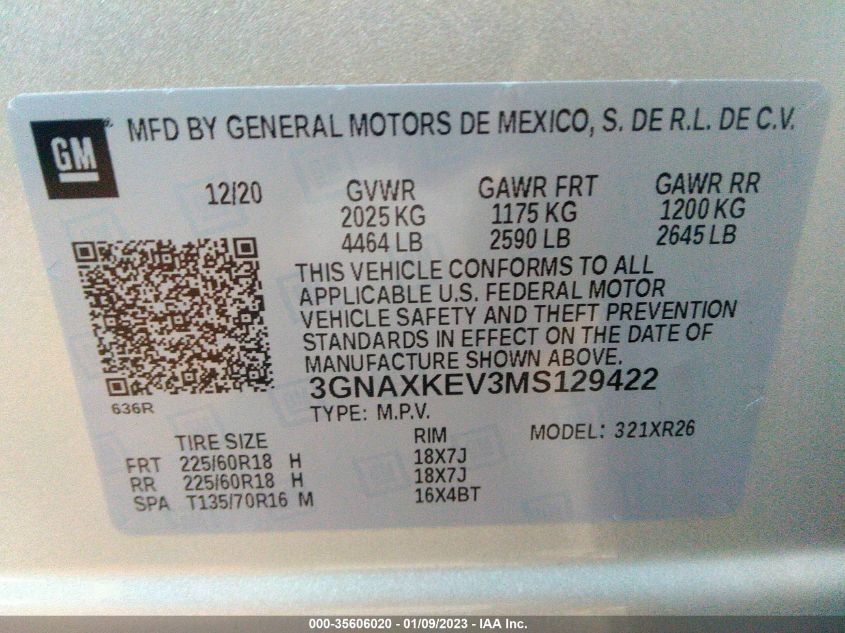 GM
MFD BY GENERAL MOTORS DE MEXICO, S. DE R.L. DE C.V.
12/20 GVWR GAWR FRT GAWR RR
2025 KG 1175 KG 1200 KG
4464 LB 2590 LB 2645 LB
THIS VEHICLE CONFORMS TO ALL
APPLICABLE U.S. FEDERAL MOTOR
VEHICLE SAFETY AND THEFT PREVENTION
STANDARDS IN EFFECT ON THE DATE OF
MANUFACTURE SHOWN ABOVE.
3GNAXKEV3MS129422
636R
TYPE: M.P.V.
TIRE SIZE RIM MODEL: 321XR26
FRT 225/60R18 H 18X7J
RR 225/60R18 H 18X7J
SPA T135/70R16 M 16X4BT
000-35606020 - 01/09/2023 - IAA Inc.